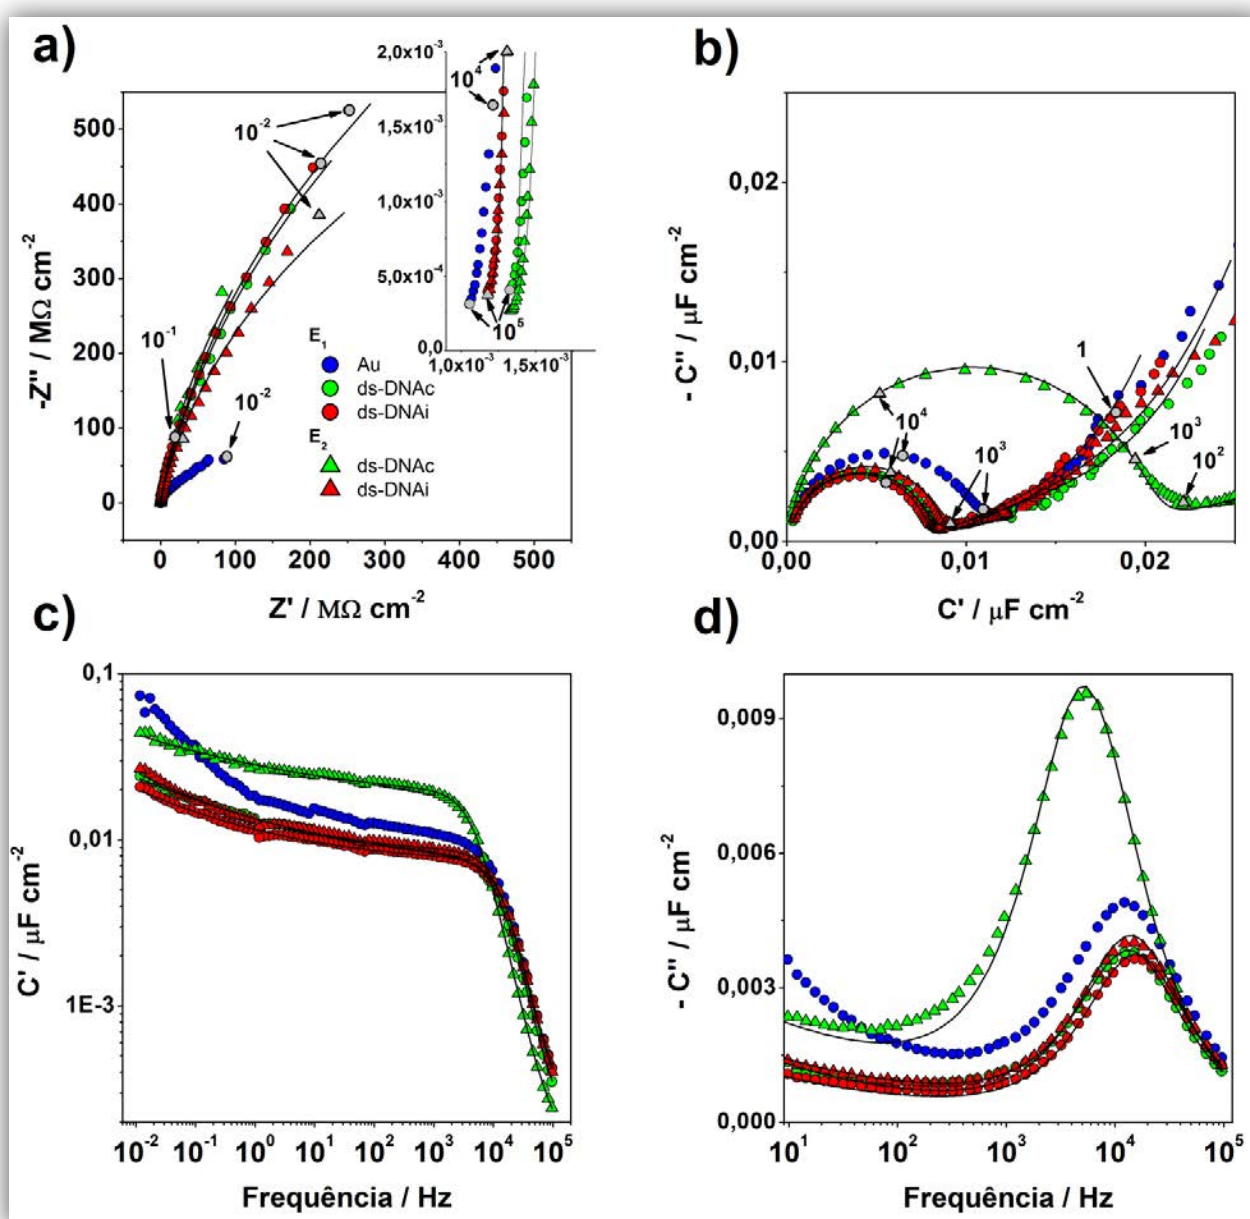 a)
-Z'' / MΩ cm⁻²
500
400
300
200
100
0
0 100 200 300 400 500
Z' / MΩ cm⁻²
10⁻²
10⁻¹
10⁻²
E₁
Au
ds-DNAc
ds-DNAi
E₂
ds-DNAc
ds-DNAi
2,0x10⁻³
1,5x10⁻³
1,0x10⁻³
5,0x10⁻⁴
0,0
1,0x10⁻³ 1,5x10⁻³
10⁴
10⁵
b)
- C'' / μF cm⁻²
0,02
0,01
0,00
0,00 0,01 0,02
C' / μF cm⁻²
10⁴
10³
1
10³
10²
c)
C' / μF cm⁻²
0,1
0,01
1E-3
10⁻² 10⁻¹ 10⁰ 10¹ 10² 10³ 10⁴ 10⁵
Frequência / Hz
d)
- C'' / μF cm⁻²
0,009
0,006
0,003
0,000
10¹ 10² 10³ 10⁴ 10⁵
Frequência / Hz